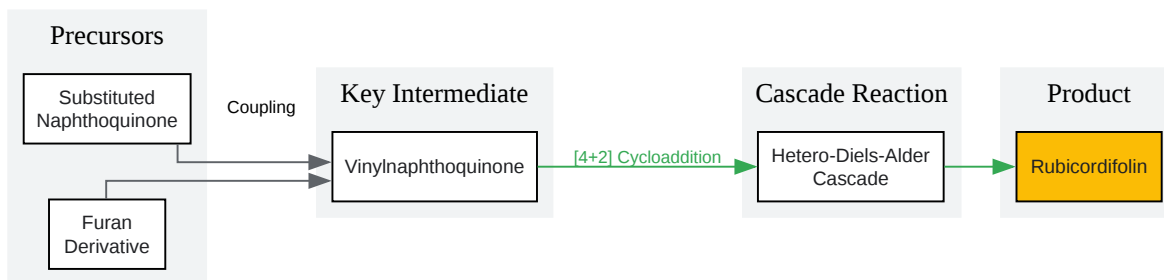 Precursors
Substituted
Naphthoquinone
Furan
Derivative
Coupling
Key Intermediate
Vinylnaphthoquinone
[4+2] Cycloaddition
Cascade Reaction
Hetero-Diels-Alder
Cascade
Product
Rubicordifolin